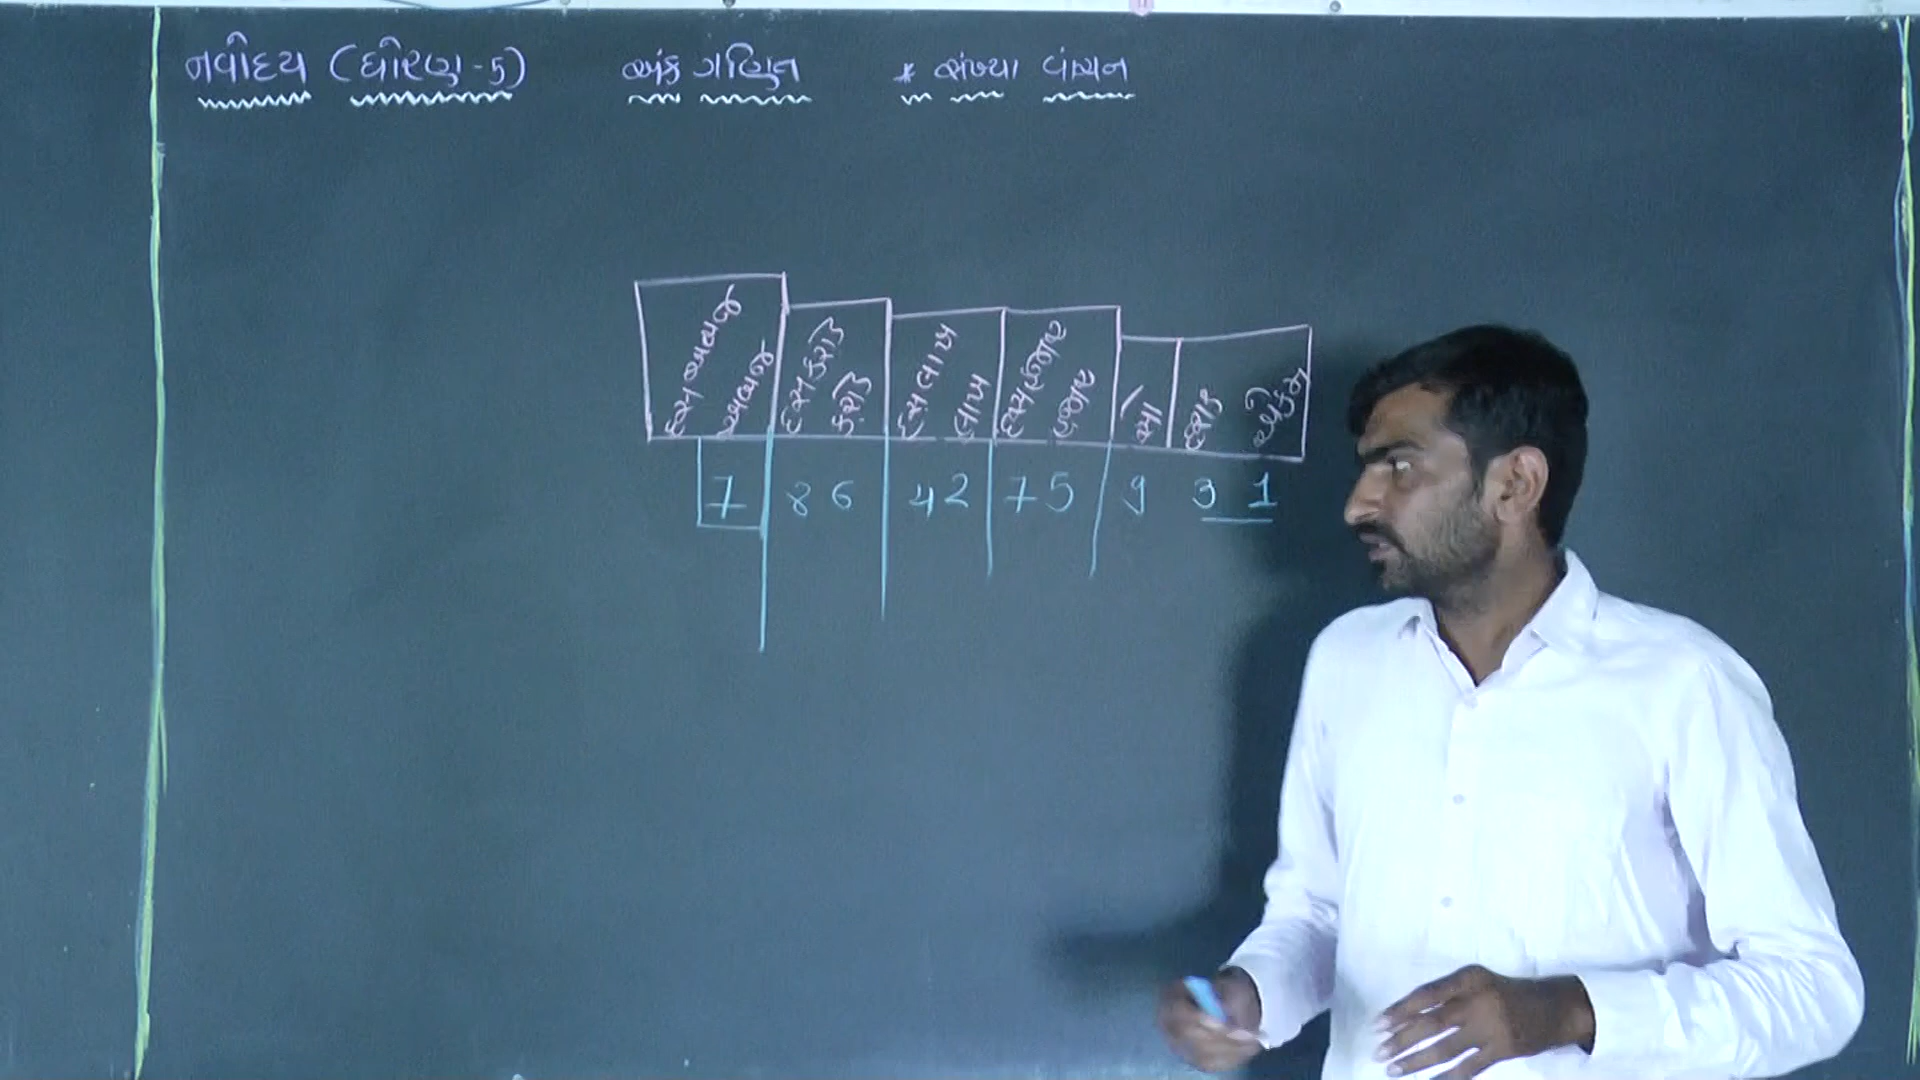 નવોદય (ધોરણ - 5) અંક ગણિત * સંખ્યા વાંચન
દસ અબજ અબજ દસ કરોડ કરોડ દસ લાખ લાખ દસ હજાર હજાર સો દશક એકમ
7 8 6 4 2 7 5 9 3 1